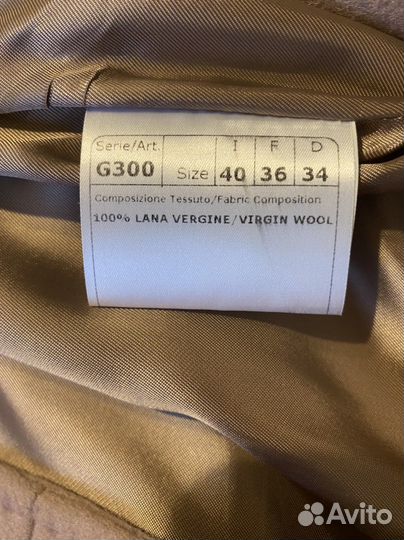 Serie/Art. I F D
G300 Size 40 36 34
Composizione Tessuto/Fabric Composition
100% LANA VERGINE/VIRGIN WOOL
Avito